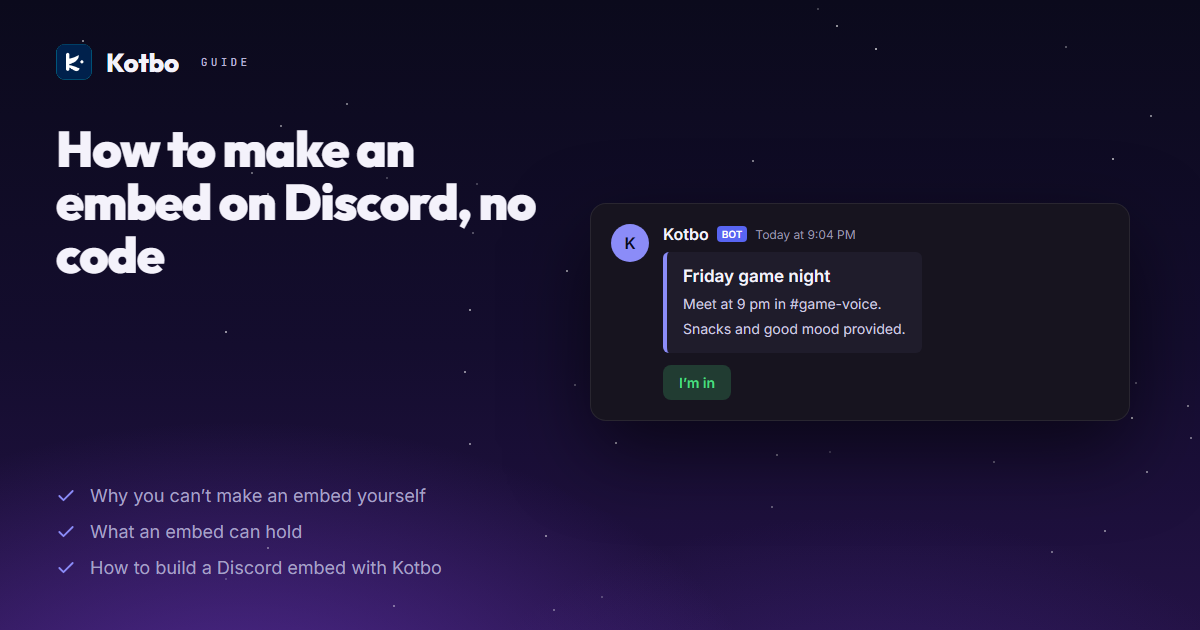 Kotbo GUIDE
How to make an
embed on Discord, no
code
K
Kotbo BOT Today at 9:04 PM
Friday game night
Meet at 9 pm in #game-voice.
Snacks and good mood provided.
I’m in
Why you can’t make an embed yourself
What an embed can hold
How to build a Discord embed with Kotbo